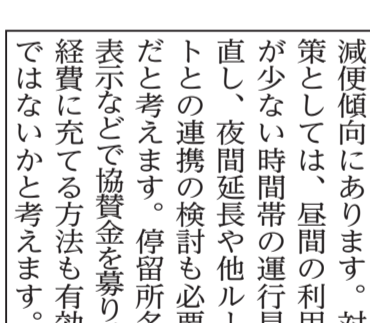 減便傾向にあります。対
策としては、昼間の利用
が少ない時間帯の運行見
直し、夜間延長や他ルー
トとの連携の検討も必要
だと考えます。停留所名
表示などで協賛金を募り、
経費に充てる方法も有効
ではないかと考えます。